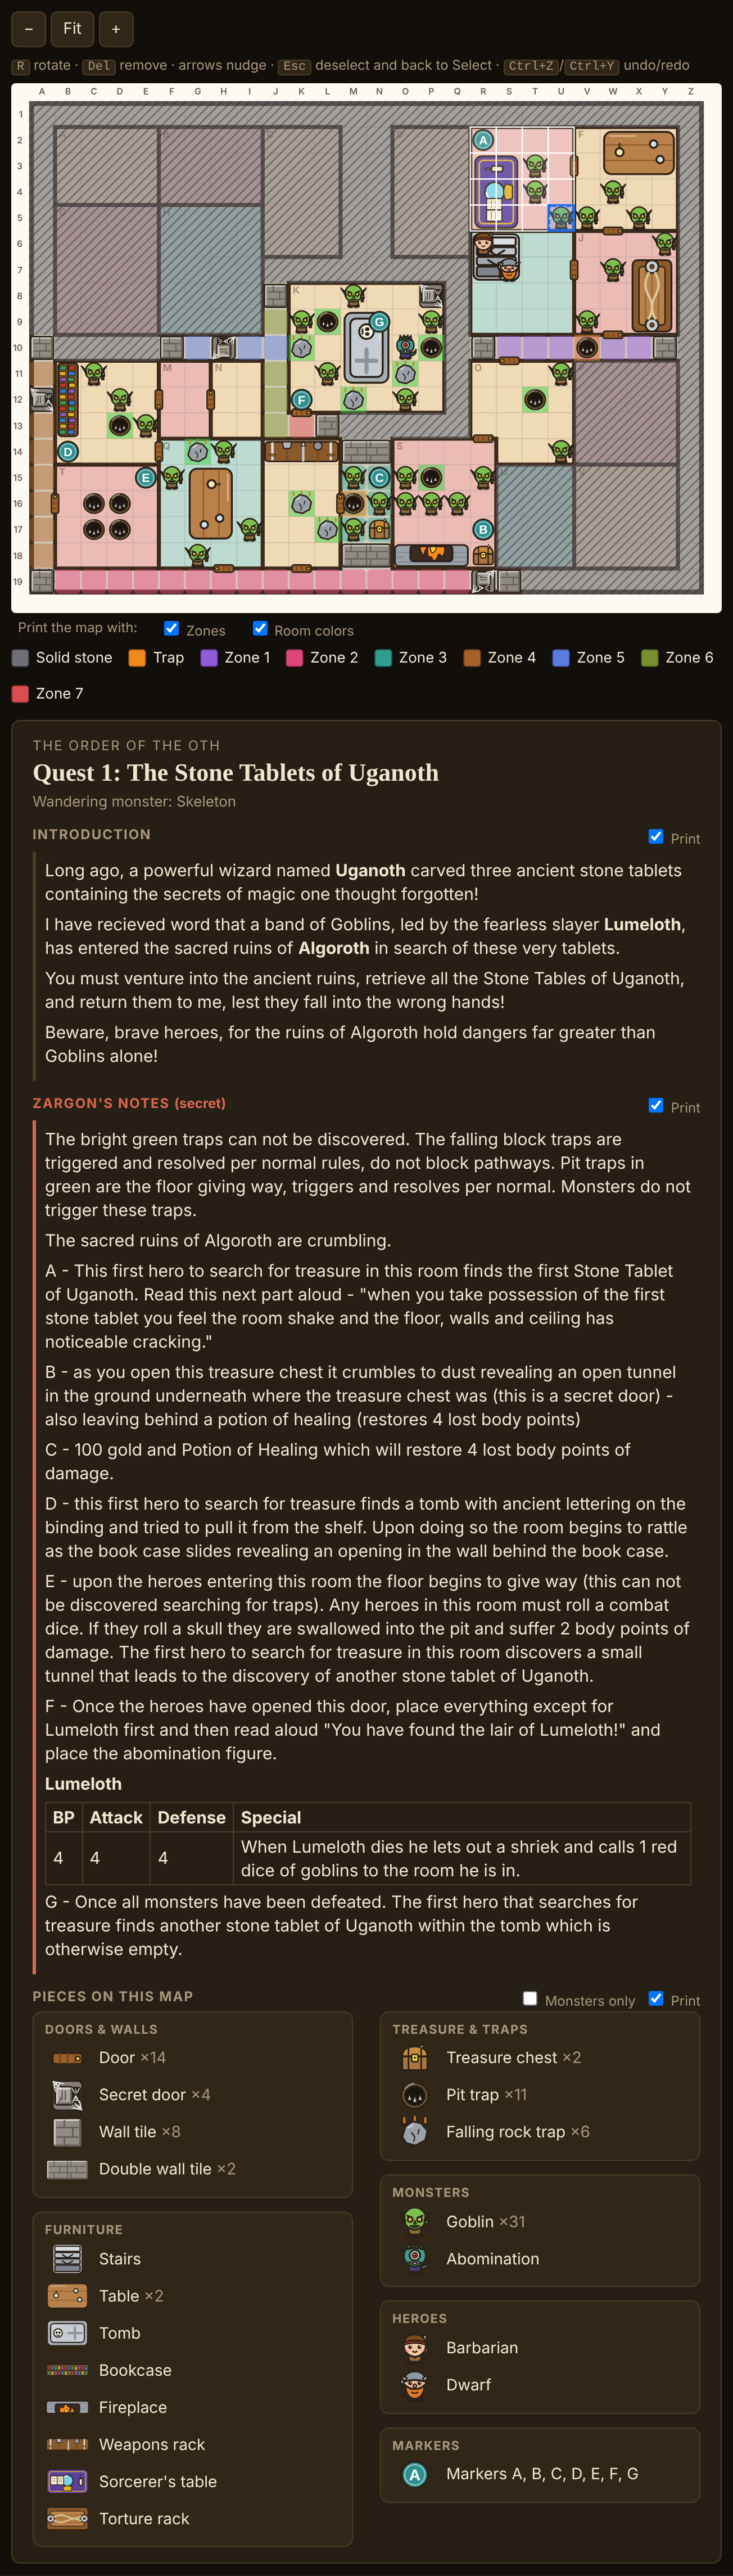 − Fit +
R rotate · Del remove · arrows nudge · Esc deselect and back to Select · Ctrl+Z/Ctrl+Y undo/redo
A B C D E F G H I J K L M N O P Q R S T U V W X Y Z
1
2 A F
3
4
5
6 J
7
8 K
9 G
10
11 M N O
12 F
13
14 D Q S
15 T E C
16
17 B
18
19
Print the map with: Zones Room colors
Solid stone Trap Zone 1 Zone 2 Zone 3 Zone 4 Zone 5 Zone 6
Zone 7
THE ORDER OF THE OTH
Quest 1: The Stone Tablets of Uganoth
Wandering monster: Skeleton
INTRODUCTION Print
Long ago, a powerful wizard named Uganoth carved three ancient stone tablets
containing the secrets of magic one thought forgotten!
I have recieved word that a band of Goblins, led by the fearless slayer Lumeloth,
has entered the sacred ruins of Algoroth in search of these very tablets.
You must venture into the ancient ruins, retrieve all the Stone Tables of Uganoth,
and return them to me, lest they fall into the wrong hands!
Beware, brave heroes, for the ruins of Algoroth hold dangers far greater than
Goblins alone!
ZARGON'S NOTES (secret) Print
The bright green traps can not be discovered. The falling block traps are
triggered and resolved per normal rules, do not block pathways. Pit traps in
green are the floor giving way, triggers and resolves per normal. Monsters do not
trigger these traps.
The sacred ruins of Algoroth are crumbling.
A - This first hero to search for treasure in this room finds the first Stone Tablet
of Uganoth. Read this next part aloud - "when you take possession of the first
stone tablet you feel the room shake and the floor, walls and ceiling has
noticeable cracking."
B - as you open this treasure chest it crumbles to dust revealing an open tunnel
in the ground underneath where the treasure chest was (this is a secret door) -
also leaving behind a potion of healing (restores 4 lost body points)
C - 100 gold and Potion of Healing which will restore 4 lost body points of
damage.
D - this first hero to search for treasure finds a tomb with ancient lettering on the
binding and tried to pull it from the shelf. Upon doing so the room begins to rattle
as the book case slides revealing an opening in the wall behind the book case.
E - upon the heroes entering this room the floor begins to give way (this can not
be discovered searching for traps). Any heroes in this room must roll a combat
dice. If they roll a skull they are swallowed into the pit and suffer 2 body points of
damage. The first hero to search for treasure in this room discovers a small
tunnel that leads to the discovery of another stone tablet of Uganoth.
F - Once the heroes have opened this door, place everything except for
Lumeloth first and then read aloud "You have found the lair of Lumeloth!" and
place the abomination figure.
Lumeloth
BP Attack Defense Special
4 4 4 When Lumeloth dies he lets out a shriek and calls 1 red
dice of goblins to the room he is in.
G - Once all monsters have been defeated. The first hero that searches for
treasure finds another stone tablet of Uganoth within the tomb which is
otherwise empty.
PIECES ON THIS MAP Monsters only Print
DOORS & WALLS
Door ×14
Secret door ×4
Wall tile ×8
Double wall tile ×2
FURNITURE
Stairs
Table ×2
Tomb
Bookcase
Fireplace
Weapons rack
Sorcerer's table
Torture rack
TREASURE & TRAPS
Treasure chest ×2
Pit trap ×11
Falling rock trap ×6
MONSTERS
Goblin ×31
Abomination
HEROES
Barbarian
Dwarf
MARKERS
A Markers A, B, C, D, E, F, G